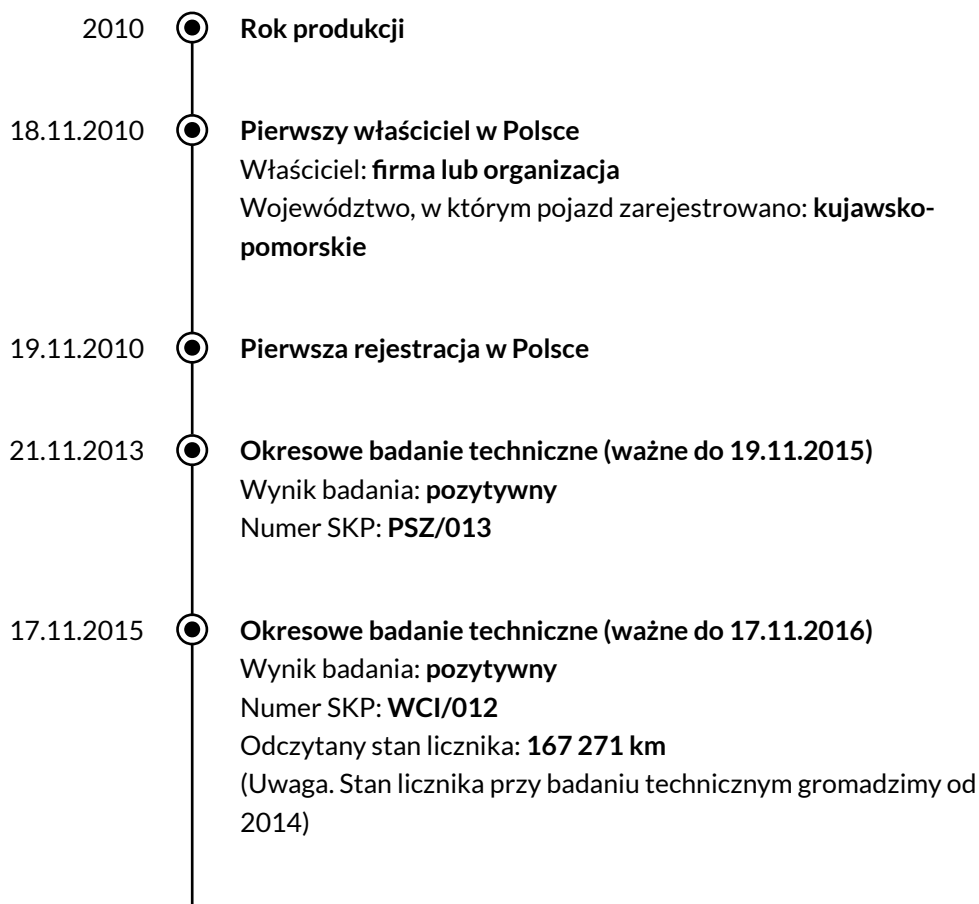 2010 Rok produkcji
18.11.2010 Pierwszy właściciel w Polsce
Właściciel: firma lub organizacja
Województwo, w którym pojazd zarejestrowano: kujawsko-
pomorskie
19.11.2010 Pierwsza rejestracja w Polsce
21.11.2013 Okresowe badanie techniczne (ważne do 19.11.2015)
Wynik badania: pozytywny
Numer SKP: PSZ/013
17.11.2015 Okresowe badanie techniczne (ważne do 17.11.2016)
Wynik badania: pozytywny
Numer SKP: WCI/012
Odczytany stan licznika: 167 271 km
(Uwaga. Stan licznika przy badaniu technicznym gromadzimy od
2014)